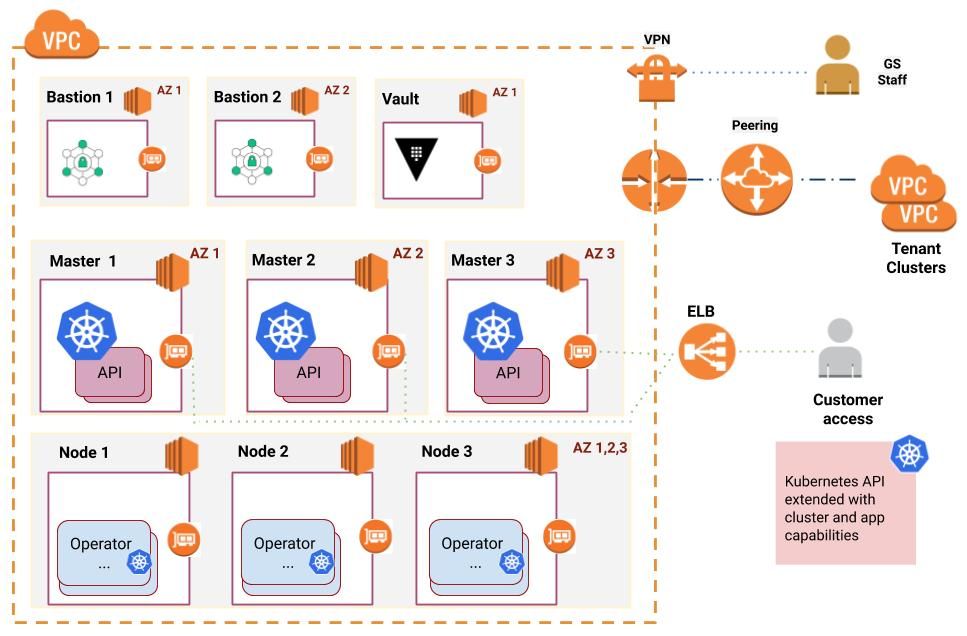 VPC
VPN
GS
Staff
Bastion 1
AZ 1
Bastion 2
AZ 2
Vault
AZ 1
Peering
VPC
VPC
Tenant
Clusters
Master 1
AZ 1
Master 2
AZ 2
Master 3
AZ 3
API
API
API
ELB
Customer
access
Node 1
Node 2
Node 3
AZ 1,2,3
Operator
...
Operator
...
Operator
...
Kubernetes API
extended with
cluster and app
capabilities